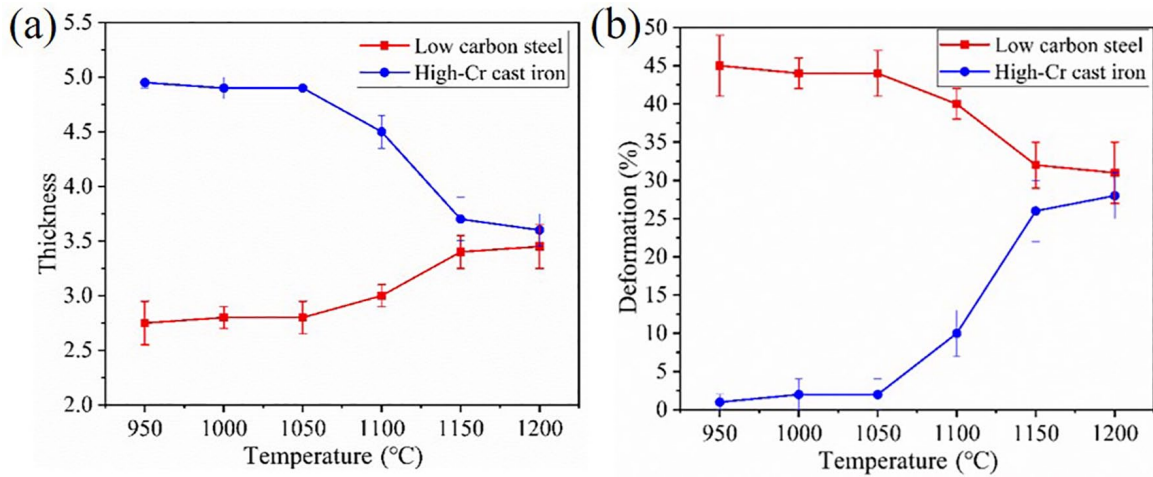 (a)
Low carbon steel
High-Cr cast iron
Thickness
5.5
5.0
4.5
4.0
3.5
3.0
2.5
2.0
950 1000 1050 1100 1150 1200
Temperature (°C)
(b)
Low carbon steel
High-Cr cast iron
Deformation (%)
50
45
40
35
30
25
20
15
10
5
0
950 1000 1050 1100 1150 1200
Temperature (°C)